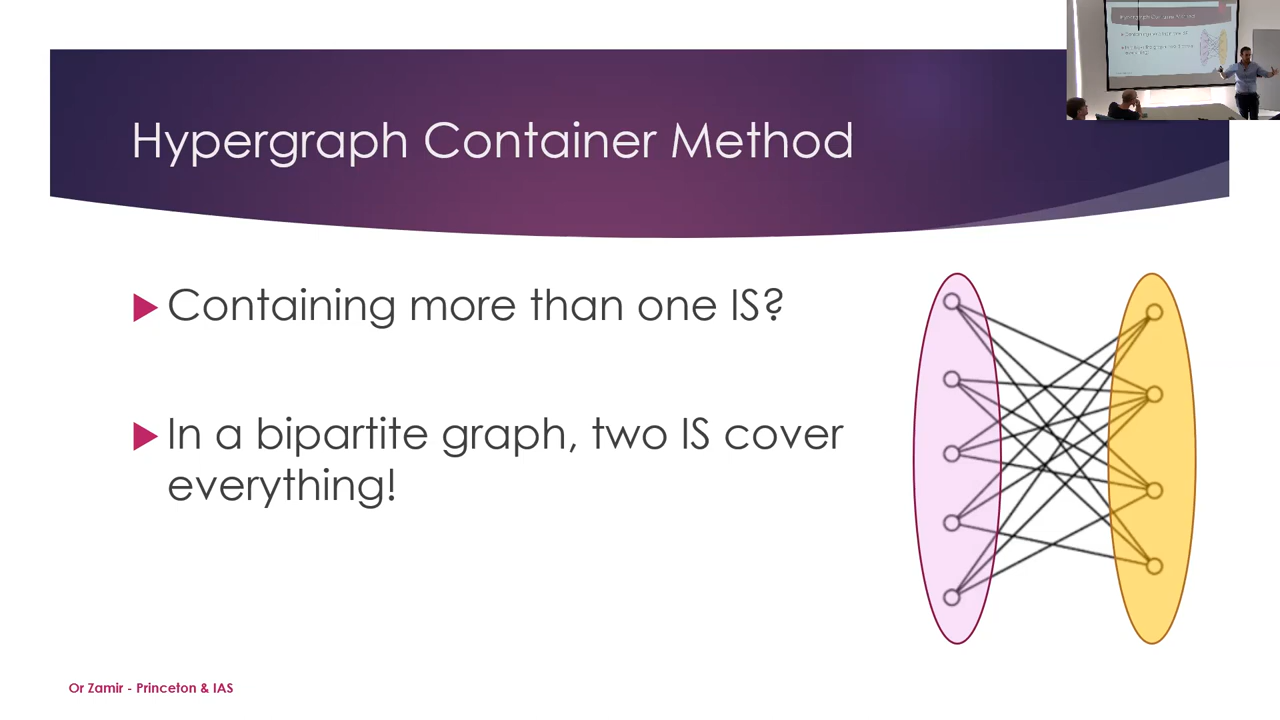 Hypergraph Container Method
Containing more than one IS?
In a bipartite graph, two IS cover
everything!
Or Zamir - Princeton & IAS